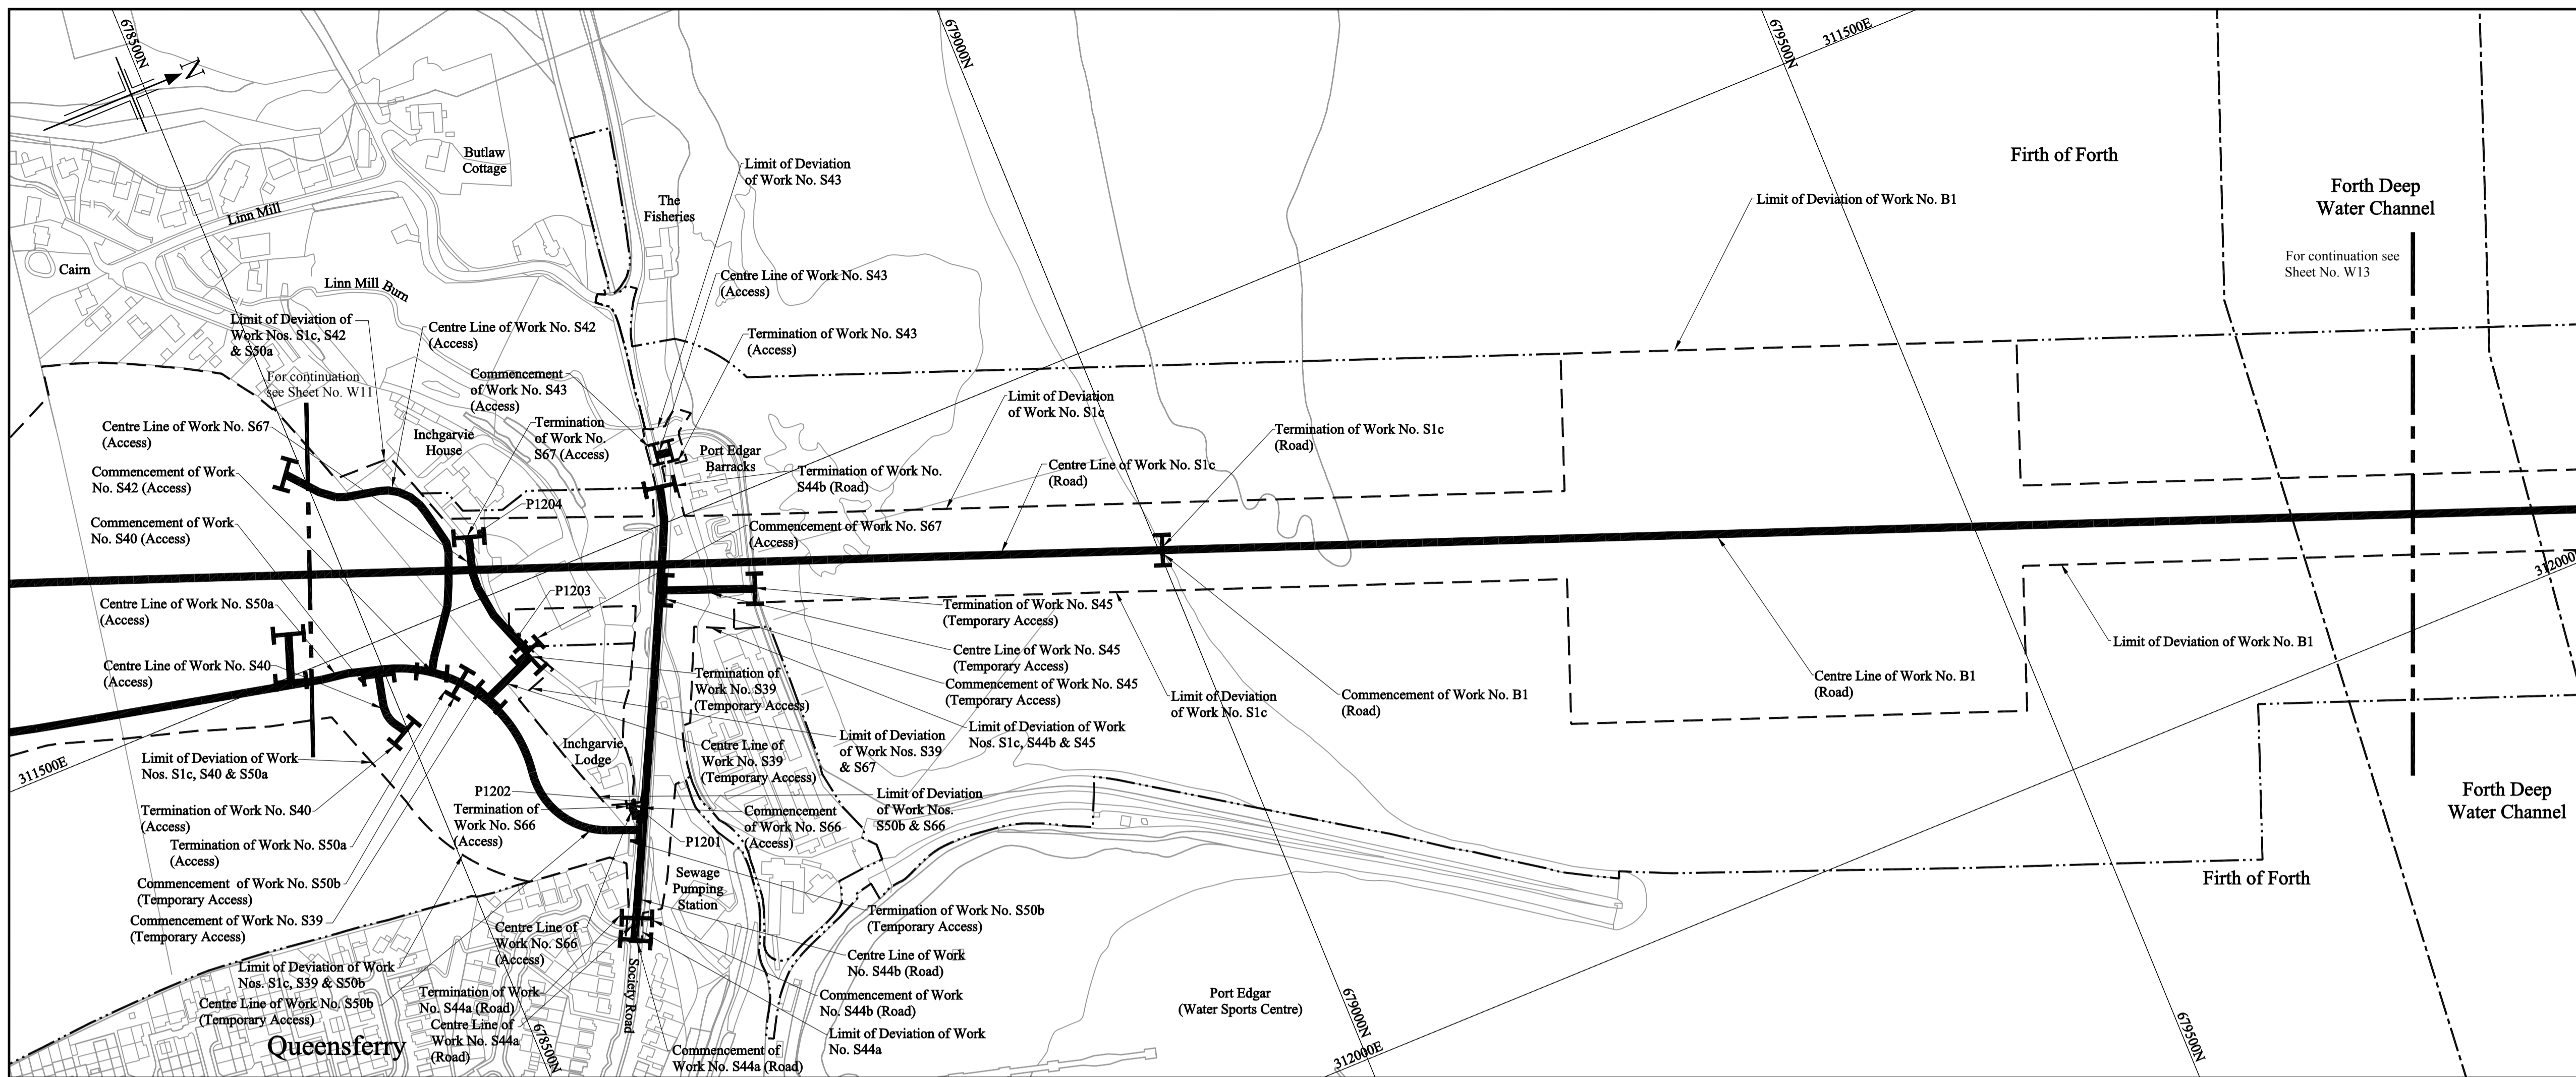 678500N
679000N
679500N
311500E
N
Firth of Forth
Forth Deep
Water Channel
For continuation see
Sheet No. W13
Limit of Deviation of Work No. B1
Butlaw
Cottage
Linn Mill
Cairn
Linn Mill Burn
The
Fisheries
Limit of Deviation
of Work No. S43
Centre Line of Work No. S43
(Access)
Termination of Work No. S43
(Access)
Limit of Deviation of
Work Nos. S1c, S42
& S50a
Centre Line of Work No. S42
(Access)
For continuation
see Sheet No. W11
Commencement
of Work No. S43
(Access)
Centre Line of Work No. S67
(Access)
Inchgarvie
House
Termination
of Work No.
S67 (Access)
Port Edgar
Barracks
Limit of Deviation
of Work No. S1c
Termination of Work No. S1c
(Road)
Commencement of Work
No. S42 (Access)
Termination of Work No.
S44b (Road)
Centre Line of Work No. S1c
(Road)
P1204
Commencement of Work
No. S40 (Access)
Commencement of Work No. S67
(Access)
P1203
Centre Line of Work No. S50a
(Access)
Termination of Work No. S45
(Temporary Access)
Centre Line of Work No. S45
(Temporary Access)
Commencement of Work No. S45
(Temporary Access)
Centre Line of Work No. S40
(Access)
Termination of
Work No. S39
(Temporary Access)
Limit of Deviation
of Work No. S1c
Commencement of Work No. B1
(Road)
Centre Line of Work No. B1
(Road)
Limit of Deviation of Work No. B1
312000
311500E
Limit of Deviation of Work
Nos. S1c, S40 & S50a
Inchgarvie
Lodge
Centre Line of
Work No. S39
(Temporary Access)
Limit of Deviation
of Work Nos. S39
& S67
Limit of Deviation of Work
Nos. S1c, S44b & S45
P1202
Termination of
Work No. S66
(Access)
Commencement
of Work No. S66
(Access)
Limit of Deviation
of Work Nos.
S50b & S66
P1201
Termination of Work No. S40
(Access)
Termination of Work No. S50a
(Access)
Commencement of Work No. S50b
(Temporary Access)
Commencement of Work No. S39
(Temporary Access)
Sewage
Pumping
Station
Forth Deep
Water Channel
Firth of Forth
Termination of Work No. S50b
(Temporary Access)
Centre Line of
Work No. S66
(Access)
Centre Line of Work
No. S44b (Road)
Limit of Deviation of Work
Nos. S1c, S39 & S50b
Centre Line of Work No. S50b
(Temporary Access)
Termination of Work
No. S44a (Road)
Centre Line of
Work No. S44a
(Road)
Society Road
Commencement of Work
No. S44b (Road)
Limit of Deviation of Work
No. S44a
Commencement of
Work No. S44a (Road)
Port Edgar
(Water Sports Centre)
Queensferry
678500N
679000N
312000E
679500N